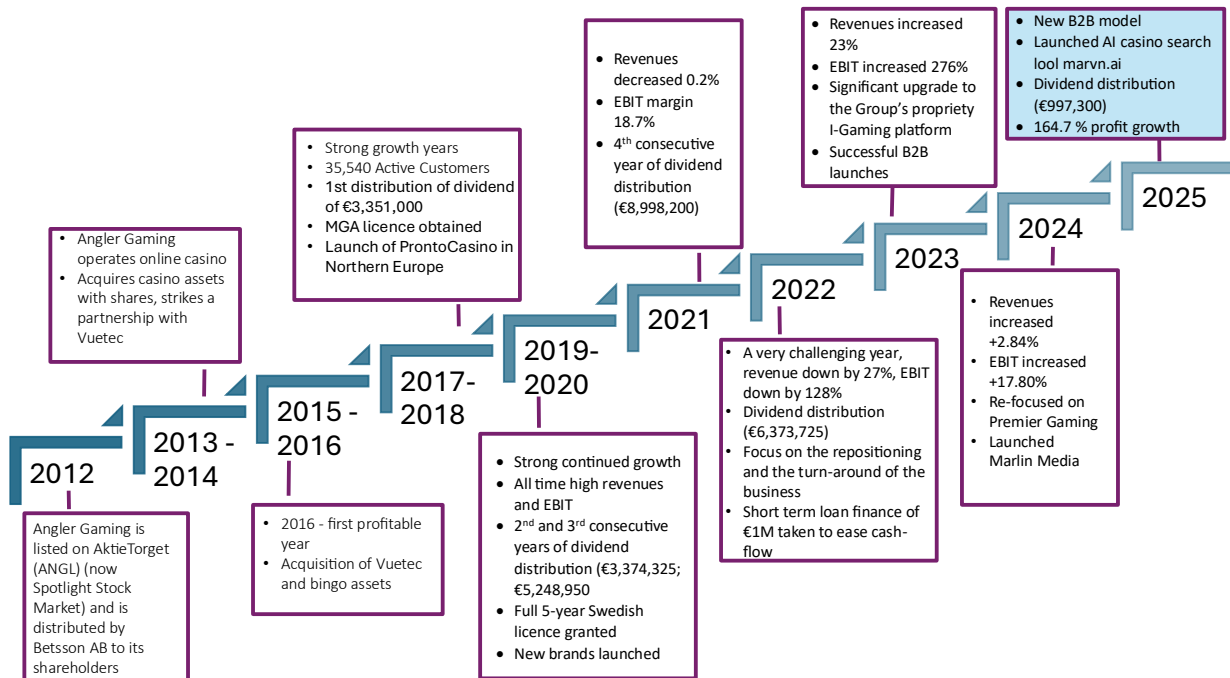 2012
Angler Gaming is
listed on AktieTorget
(ANGL) (now
Spotlight Stock
Market) and is
distributed by
Betsson AB to its
shareholders
2013 -
2014
• Angler Gaming
operates online casino
• Acquires casino assets
with shares, strikes a
partnership with
Vuetec
2015 -
2016
• 2016 - first profitable
year
• Acquisition of Vuetec
and bingo assets
2017-
2018
• Strong growth years
• 35,540 Active Customers
• 1st distribution of dividend
of €3,351,000
• MGA licence obtained
• Launch of ProntoCasino in
Northern Europe
2019-
2020
• Strong continued growth
• All time high revenues
and EBIT
• 2nd and 3rd consecutive
years of dividend
distribution (€3,374,325;
€5,248,950
• Full 5-year Swedish
licence granted
• New brands launched
2021
• Revenues
decreased 0.2%
• EBIT margin
18.7%
• 4th consecutive
year of dividend
distribution
(€8,998,200)
2022
• A very challenging year,
revenue down by 27%, EBIT
down by 128%
• Dividend distribution
(€6,373,725)
• Focus on the repositioning
and the turn-around of the
business
• Short term loan finance of
€1M taken to ease cash-
flow
2023
• Revenues increased
23%
• EBIT increased 276%
• Significant upgrade to
the Group's propriety
I-Gaming platform
• Successful B2B
launches
2024
• Revenues
increased
+2.84%
• EBIT increased
+17.80%
• Re-focused on
Premier Gaming
• Launched
Marlin Media
2025
• New B2B model
• Launched AI casino search
lool marvn.ai
• Dividend distribution
(€997,300)
• 164.7 % profit growth